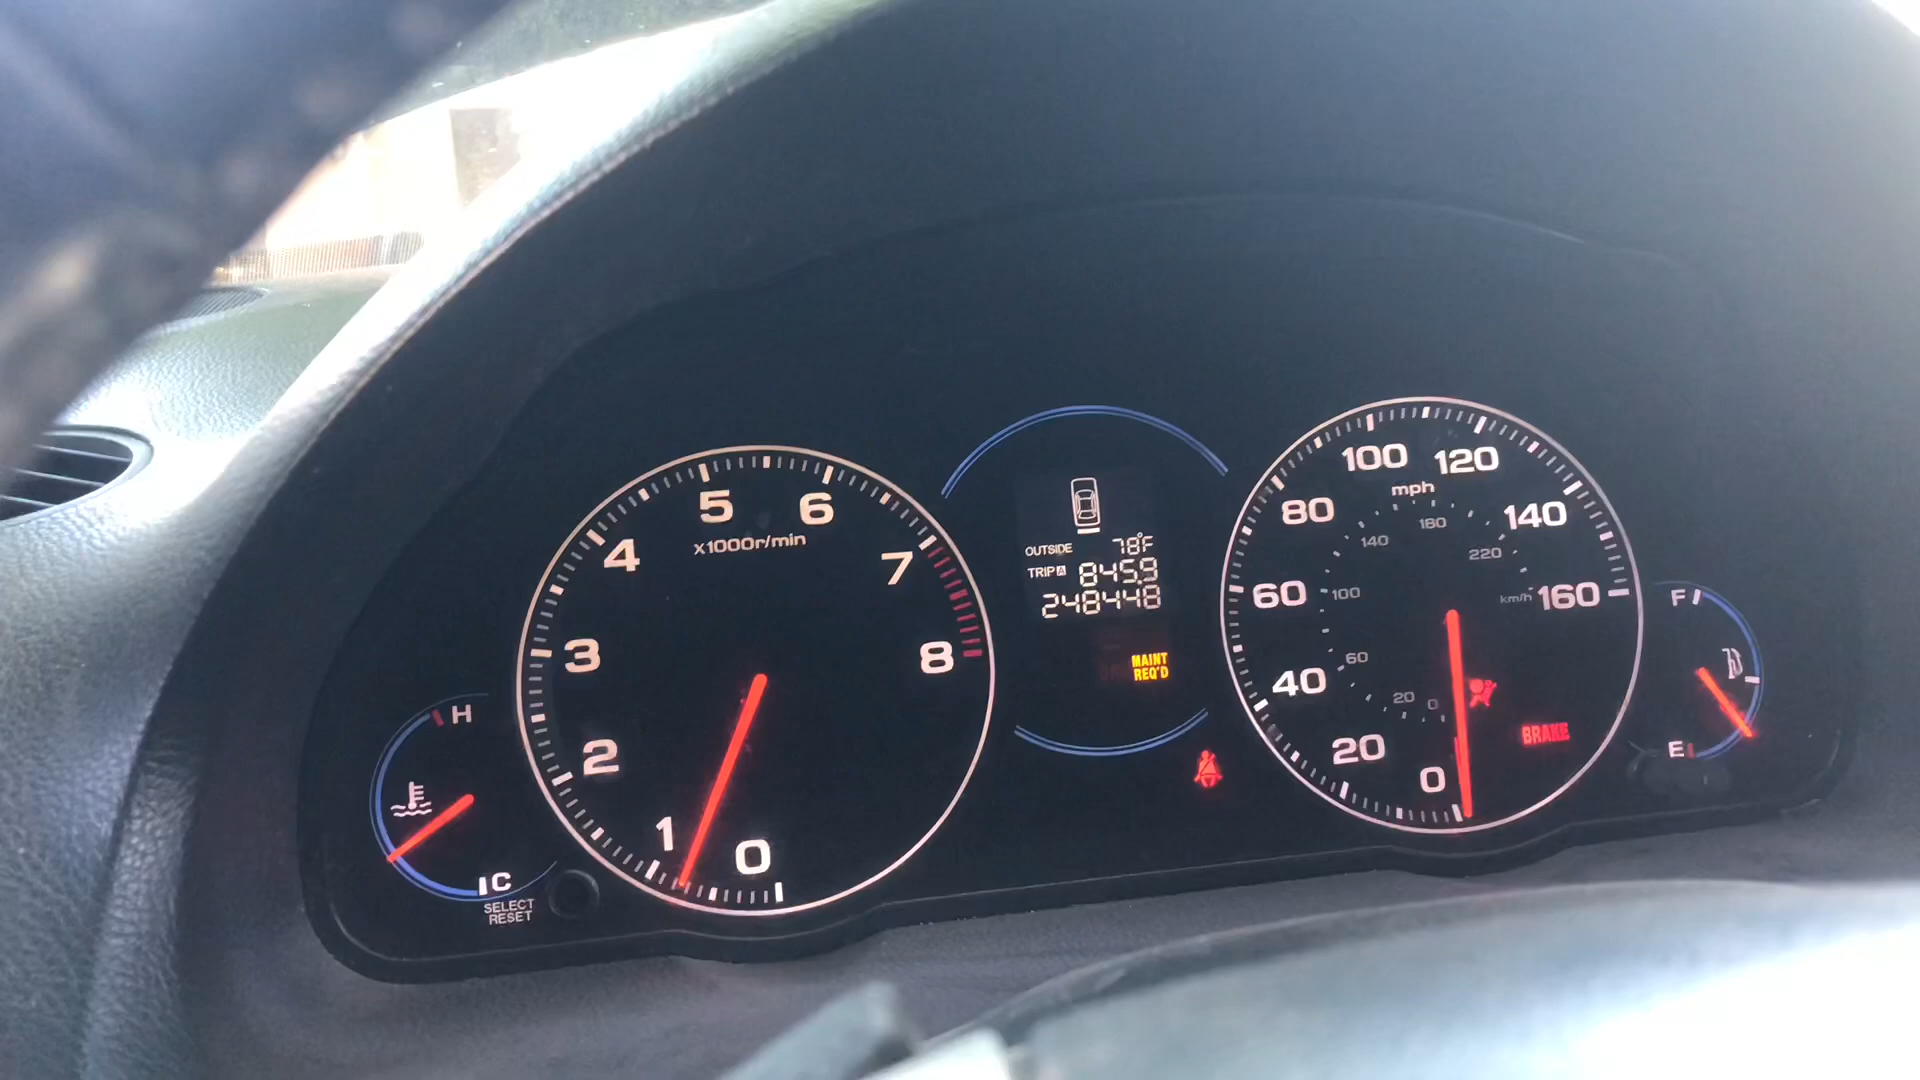 5
6
4
x1000r/min
7
3
8
2
1
0
H
C
SELECT
RESET
OUTSIDE 78°F
TRIP A 845.9
248448
MAINT
REQ'D
100
120
mph
80
140
180
140
220
60
100
km/h
160
60
40
20
0
20
0
BRAKE
F
E